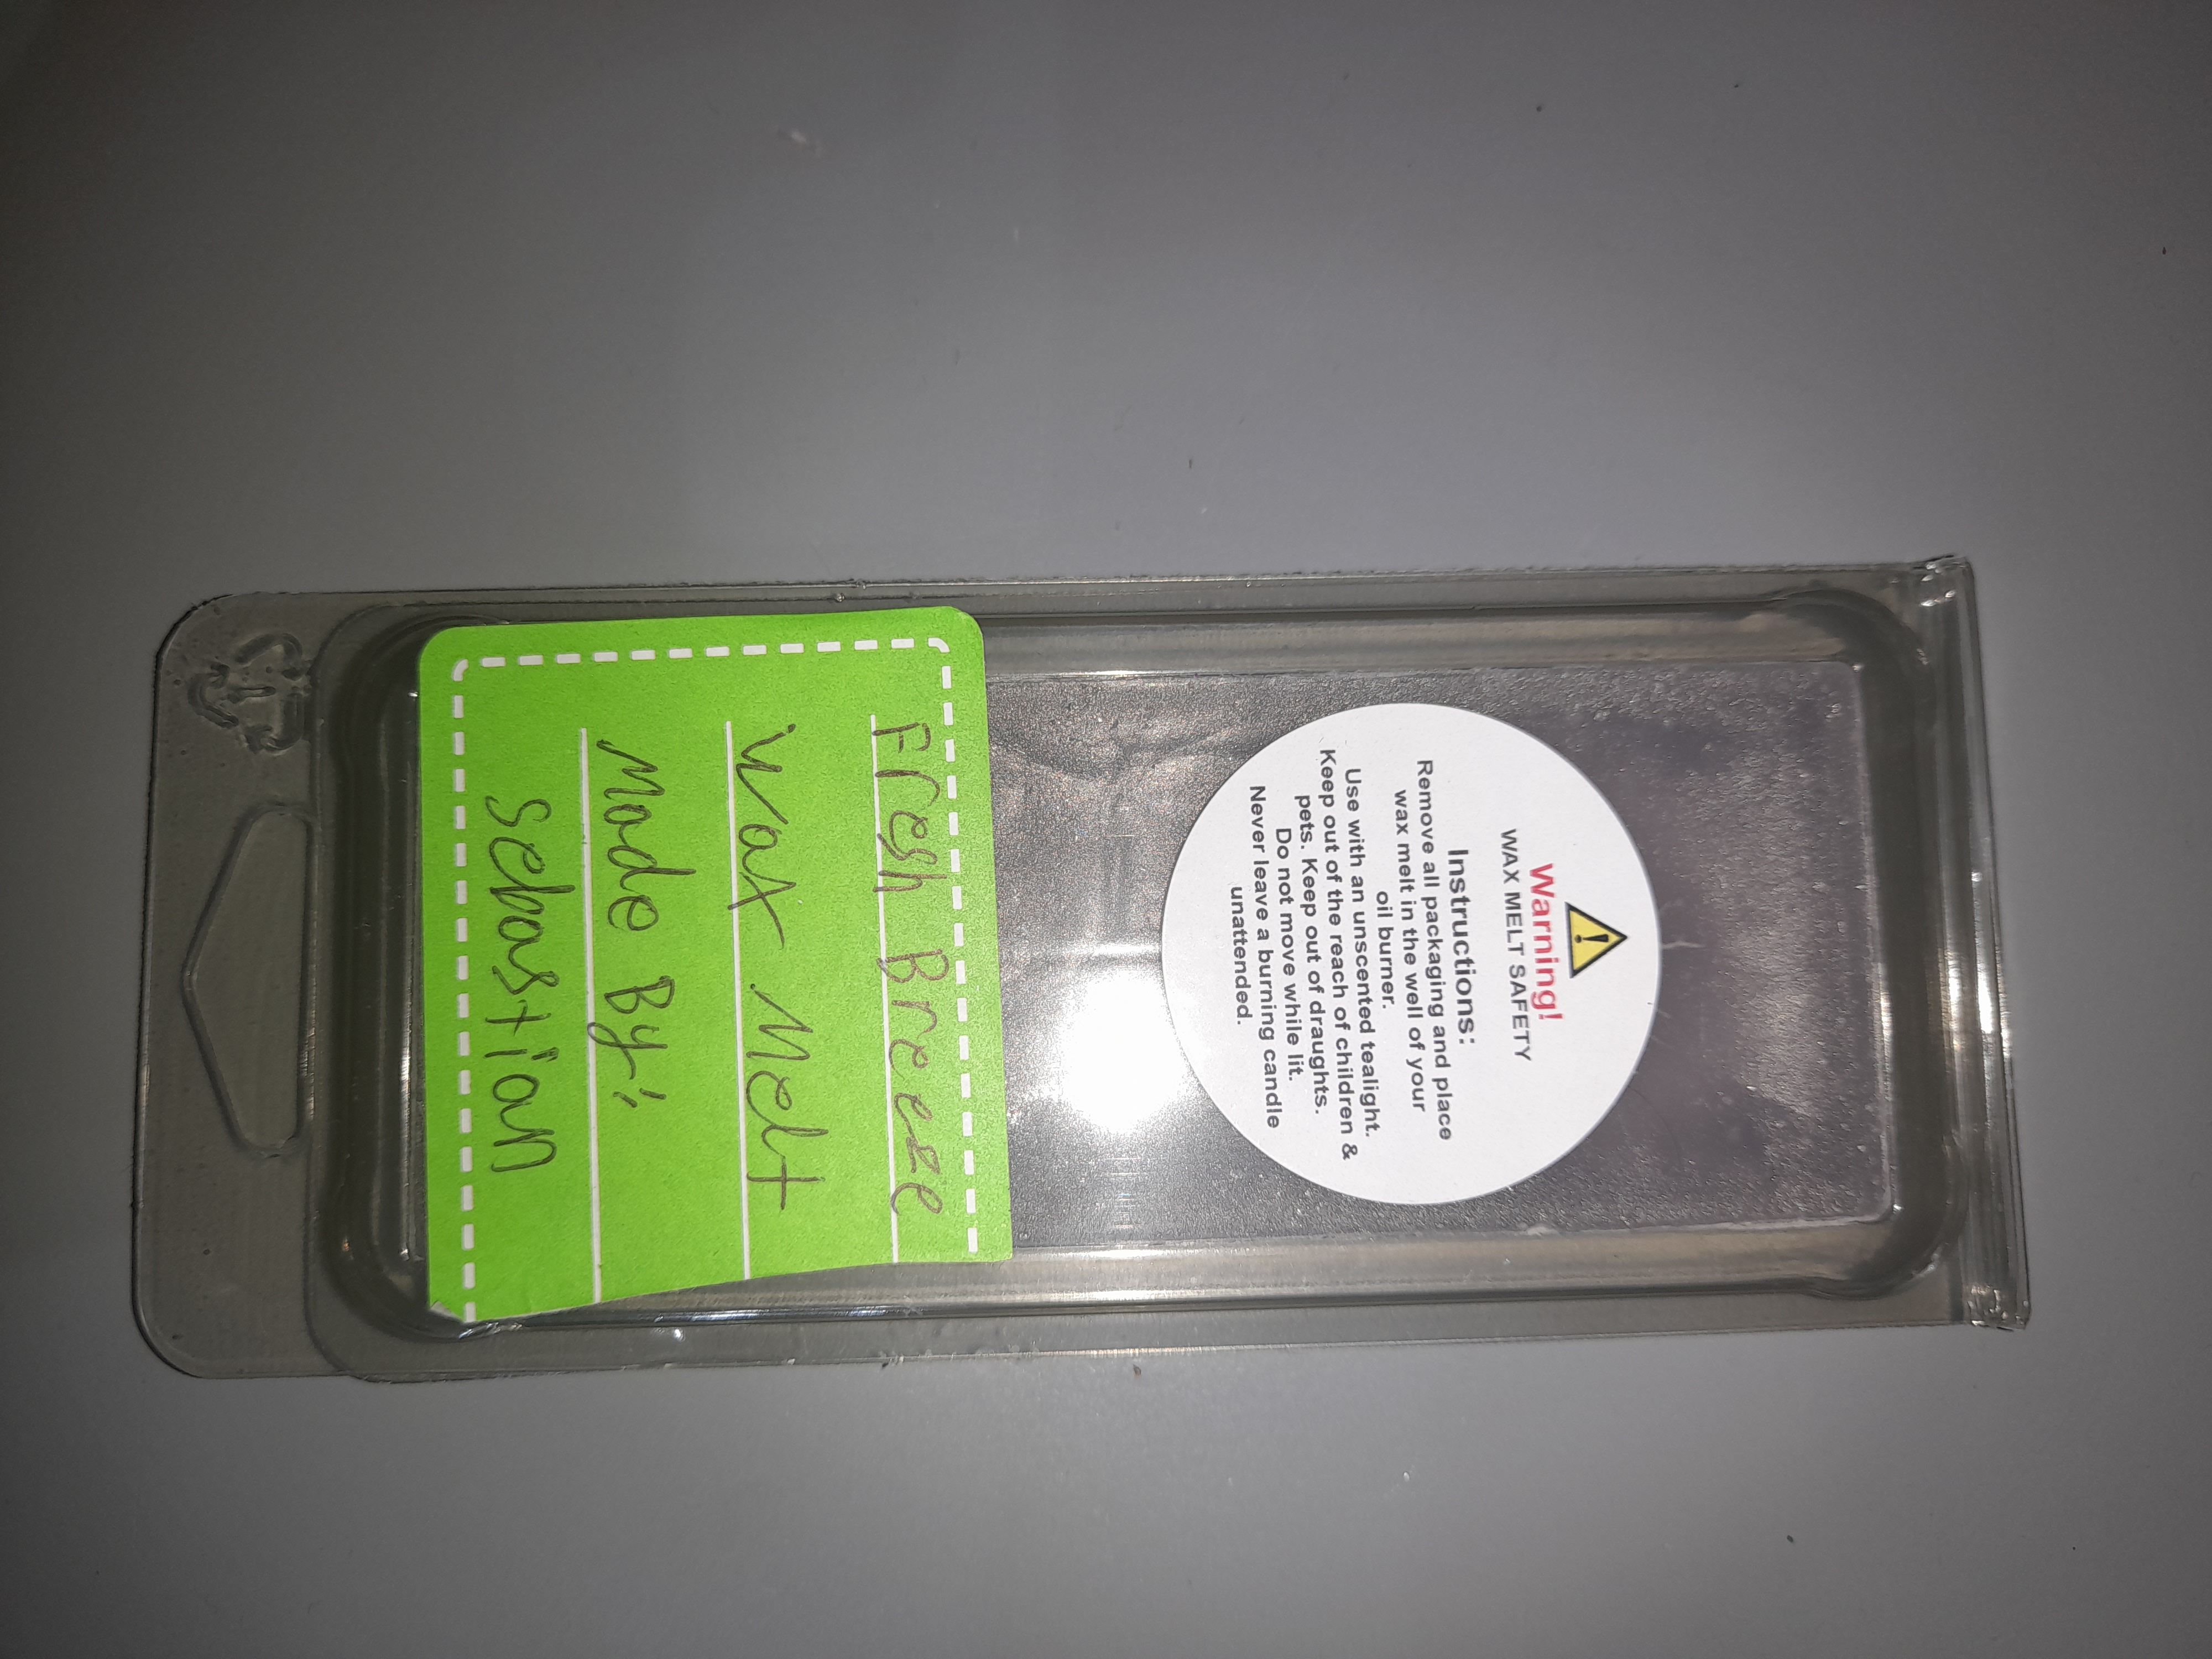 Fresh Breeze
Wax Melt
Made By:
Sebastian
Warning!
WAX MELT SAFETY
Instructions:
Remove all packaging and place
wax melt in the well of your
oil burner.
Use with an unscented tealight.
Keep out of the reach of children &
pets. Keep out of draughts.
Do not move while lit.
Never leave a burning candle
unattended.
1